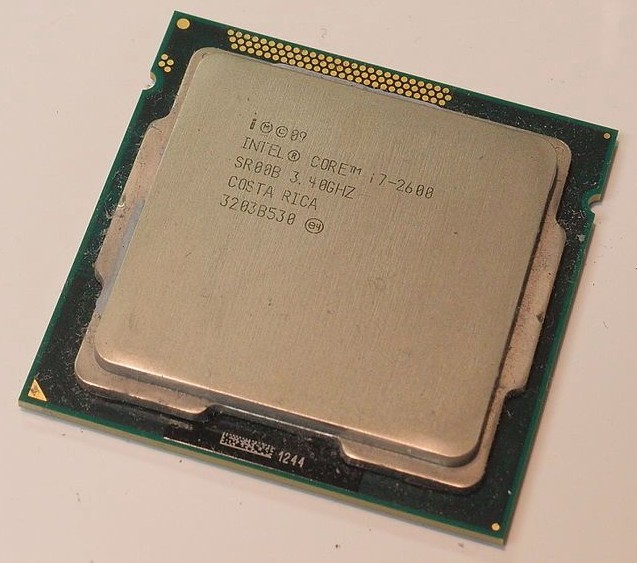 i Ⓜ © 09
INTEL® CORE™ i7-2600
SR00B 3.40GHZ
COSTA RICA
3203B530 e4
1244